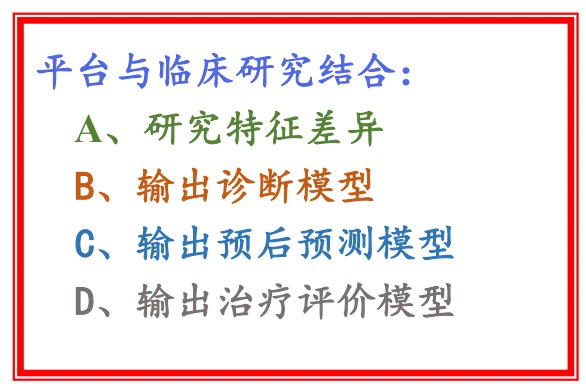 平台与临床研究结合：
A、研究特征差异
B、输出诊断模型
C、输出预后预测模型
D、输出治疗评价模型